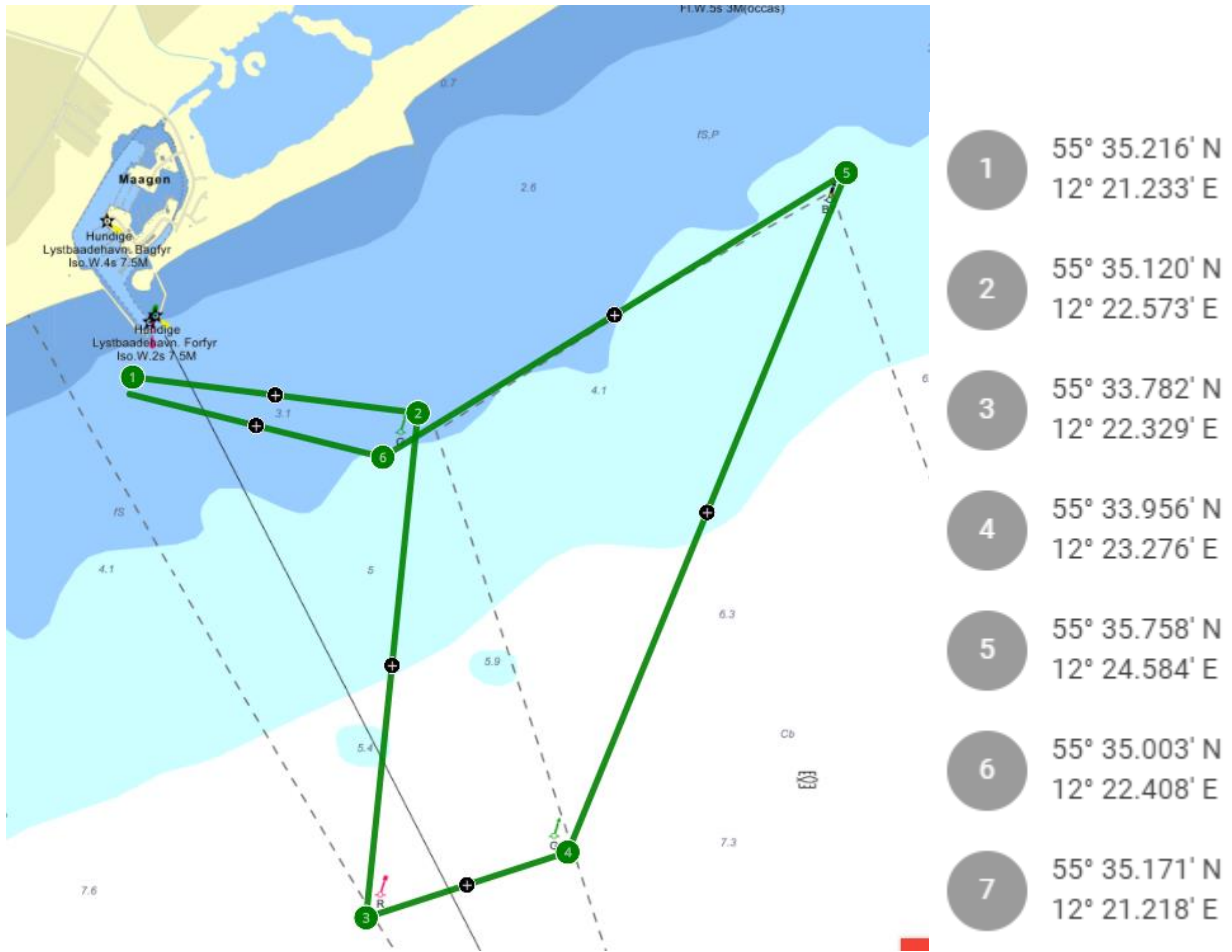 Fl.W.5s 3M(occas)
0.7
fS,P
2.6
Maagen
Hundige
Lystbaadehavn. Bagfyr
Iso.W.4s 7.5M
Hundige
Lystbaadehavn. Forfyr
Iso.W.2s 7.5M
5
B
1
2
3.1
4.1
G
6
fS
4.1
5
6.3
5.9
5.4
Cb
G
4
7.3
7.6
R
3
1
55° 35.216' N
12° 21.233' E
2
55° 35.120' N
12° 22.573' E
3
55° 33.782' N
12° 22.329' E
4
55° 33.956' N
12° 23.276' E
5
55° 35.758' N
12° 24.584' E
6
55° 35.003' N
12° 22.408' E
7
55° 35.171' N
12° 21.218' E